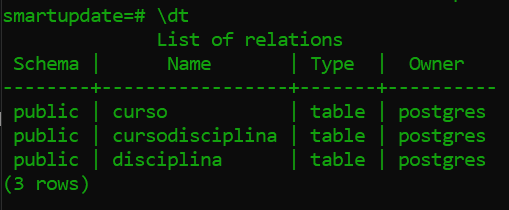 smartupdate=# \dt
             List of relations
 Schema |      Name       | Type  |  Owner
--------+-----------------+-------+----------
 public | curso           | table | postgres
 public | cursodisciplina | table | postgres
 public | disciplina      | table | postgres
(3 rows)